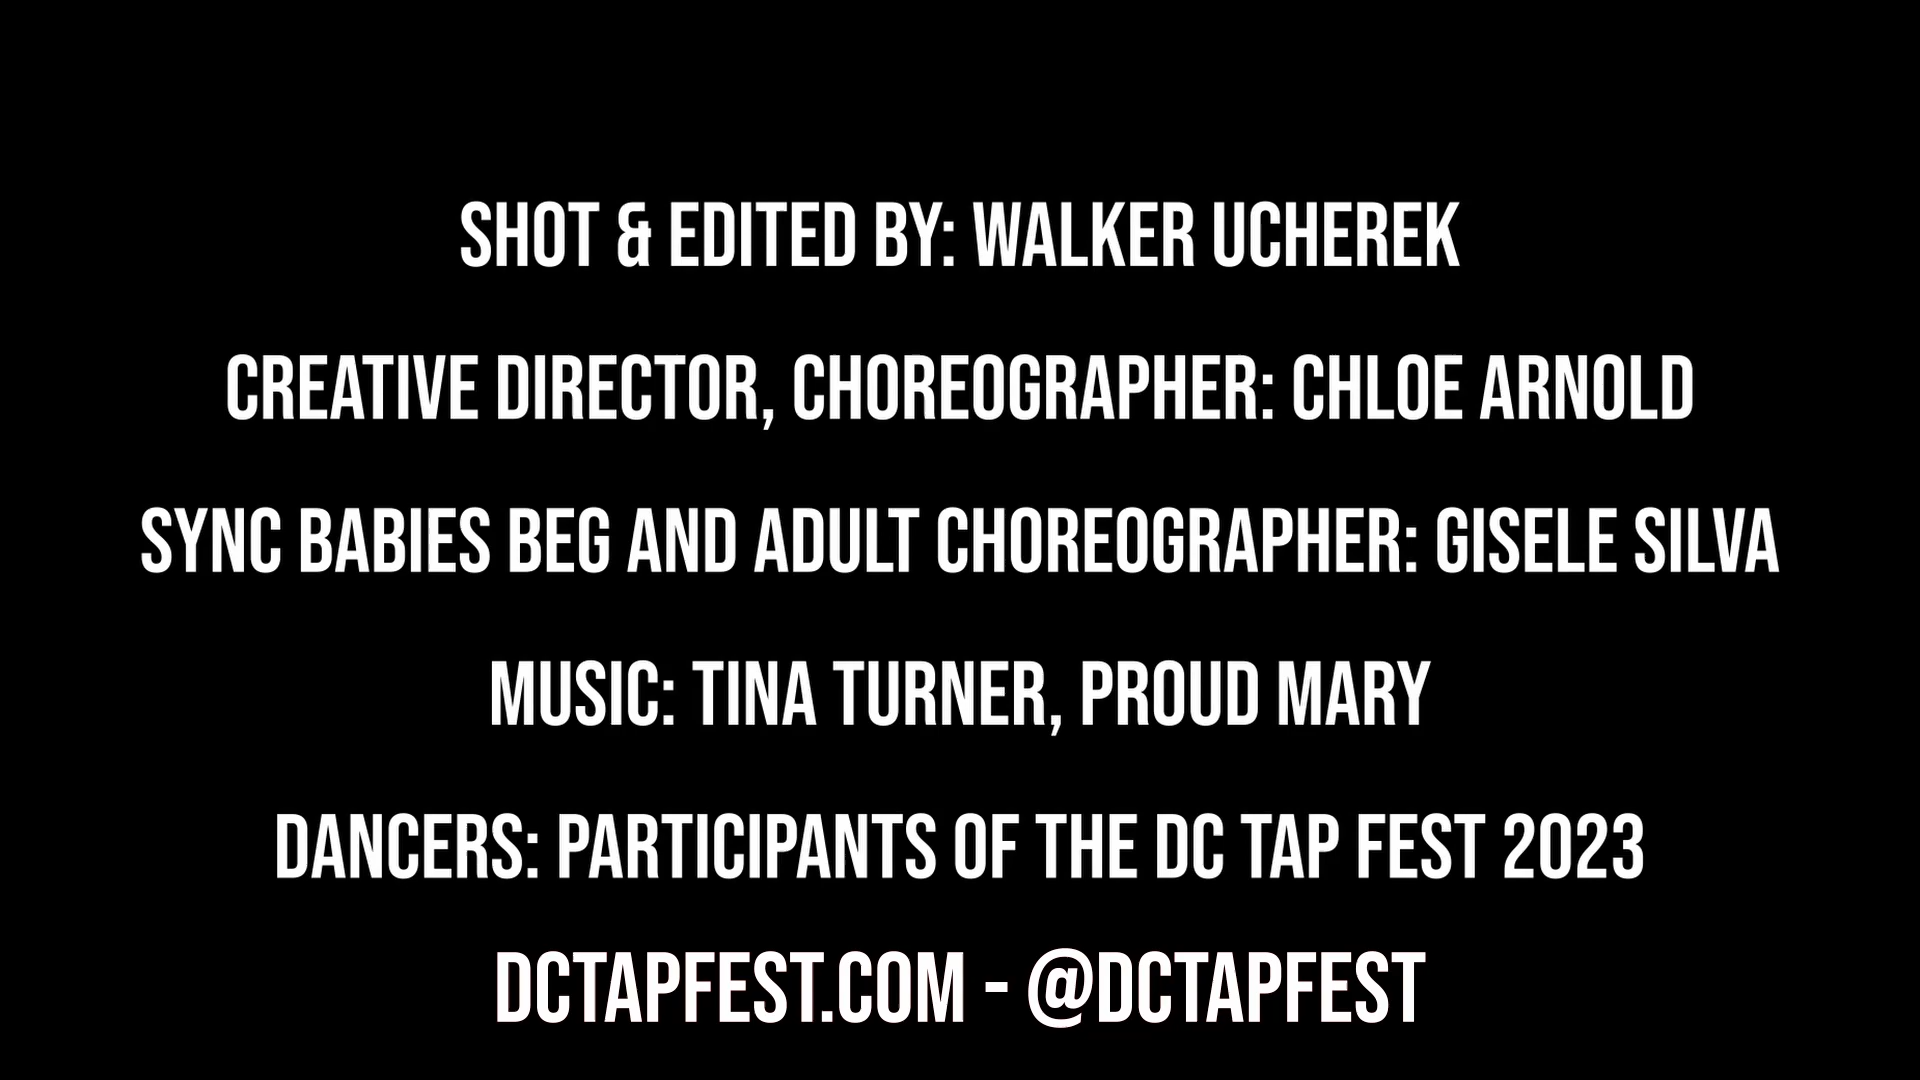 SHOT & EDITED BY: WALKER UCHEREK
CREATIVE DIRECTOR, CHOREOGRAPHER: CHLOE ARNOLD
SYNC BABIES BEG AND ADULT CHOREOGRAPHER: GISELE SILVA
MUSIC: TINA TURNER, PROUD MARY
DANCERS: PARTICIPANTS OF THE DC TAP FEST 2023
DCTAPFEST.COM - @DCTAPFEST